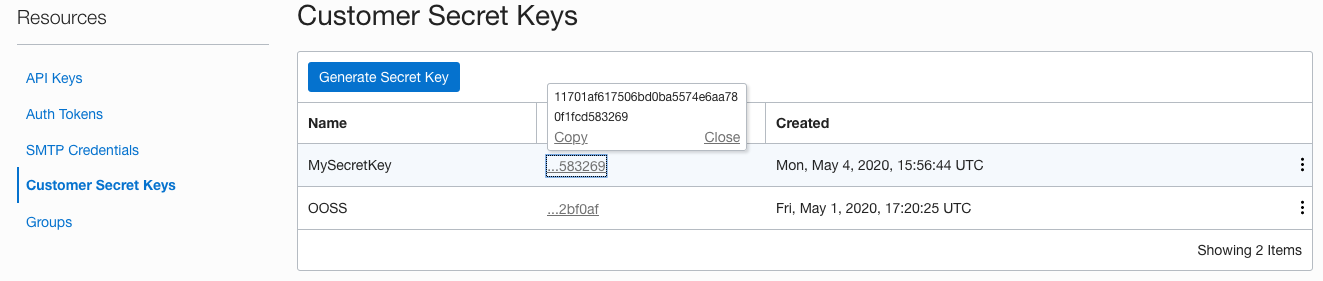 Resources
API Keys
Auth Tokens
SMTP Credentials
Customer Secret Keys
Groups
Customer Secret Keys
Generate Secret Key
11701af617506bd0ba5574e6aa78
0f1fcd583269
Copy Close
Name Created
MySecretKey ...583269 Mon, May 4, 2020, 15:56:44 UTC
OOSS ...2bf0af Fri, May 1, 2020, 17:20:25 UTC
Showing 2 Items